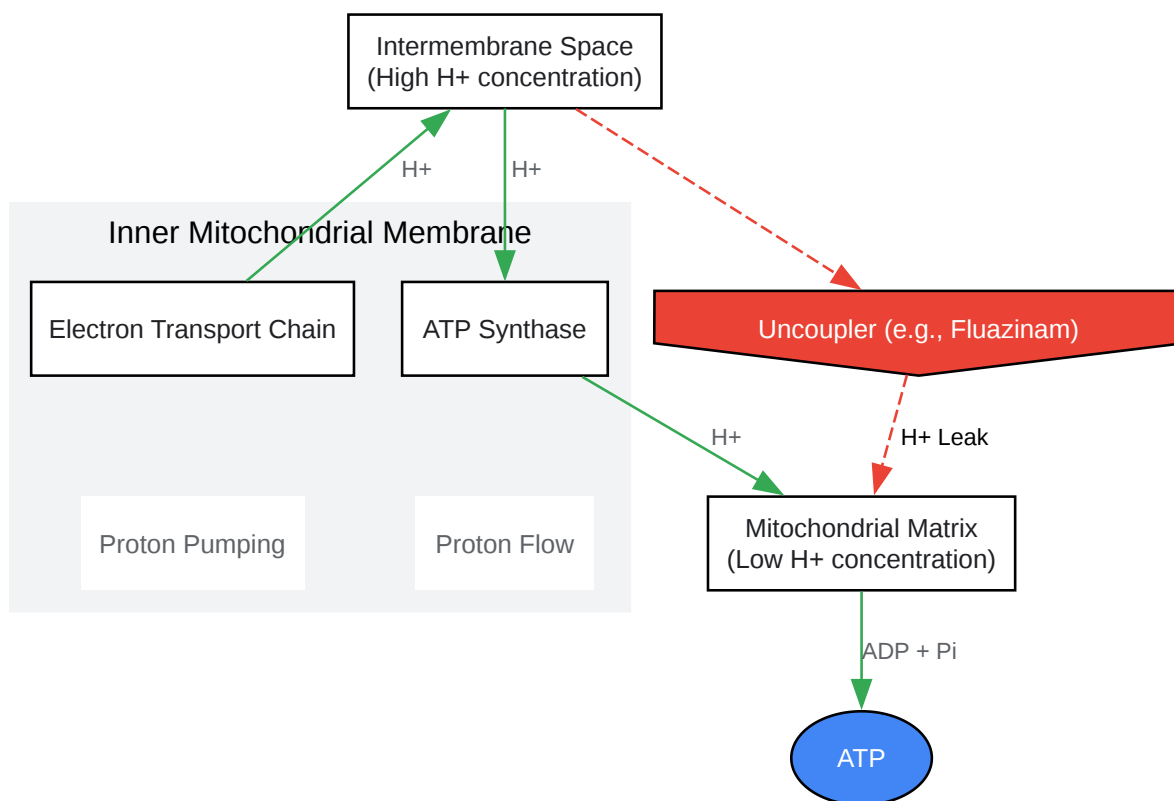 Intermembrane Space
(High H+ concentration)
H+
H+
Inner Mitochondrial Membrane
Electron Transport Chain
ATP Synthase
Uncoupler (e.g., Fluazinam)
H+
H+ Leak
Proton Pumping
Proton Flow
Mitochondrial Matrix
(Low H+ concentration)
ADP + Pi
ATP